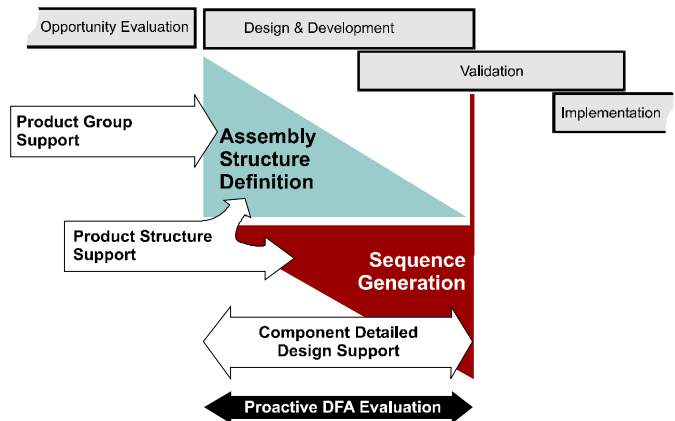 Opportunity Evaluation
Design & Development
Validation
Implementation
Product Group
Support
Assembly
Structure
Definition
Product Structure
Support
Sequence
Generation
Component Detailed
Design Support
Proactive DFA Evaluation